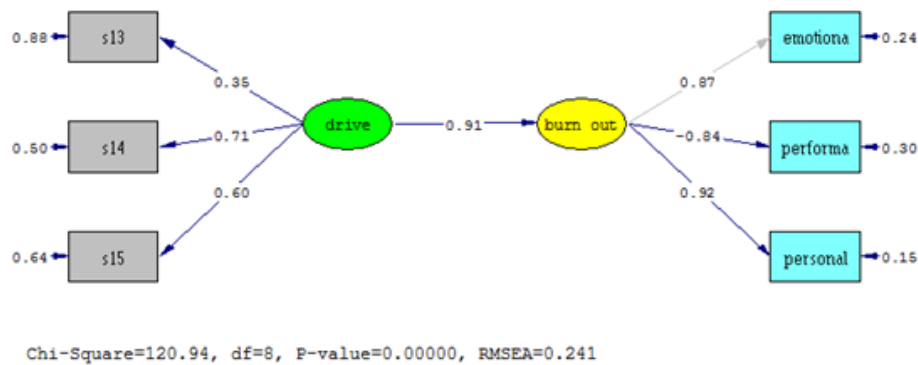 0.88
s13
0.35
emotiona
0.24
0.87
0.50
s14
0.71
drive
0.91
burn out
-0.84
performa
0.30
0.60
0.92
0.64
s15
personal
0.15
Chi-Square=120.94, df=8, P-value=0.00000, RMSEA=0.241